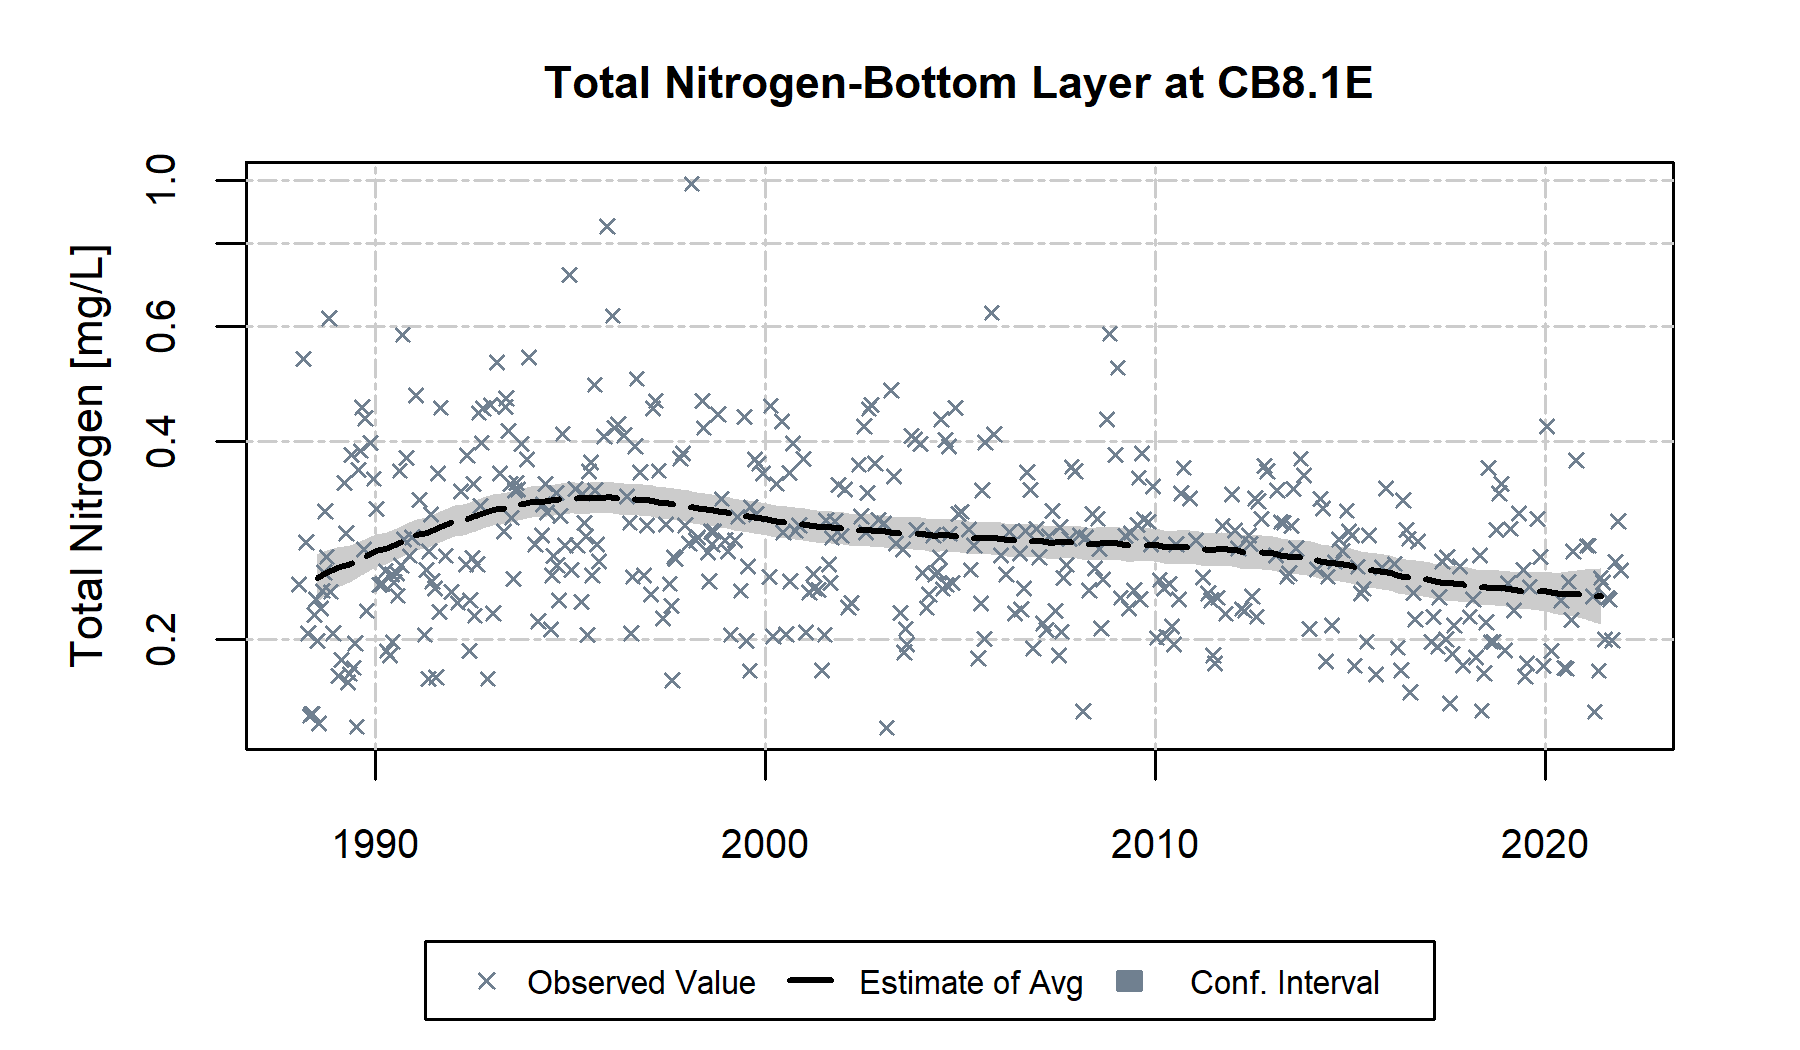 Total Nitrogen-Bottom Layer at CB8.1E
Total Nitrogen [mg/L]
1.0
0.6
0.4
0.2
1990 2000 2010 2020
Observed Value Estimate of Avg Conf. Interval